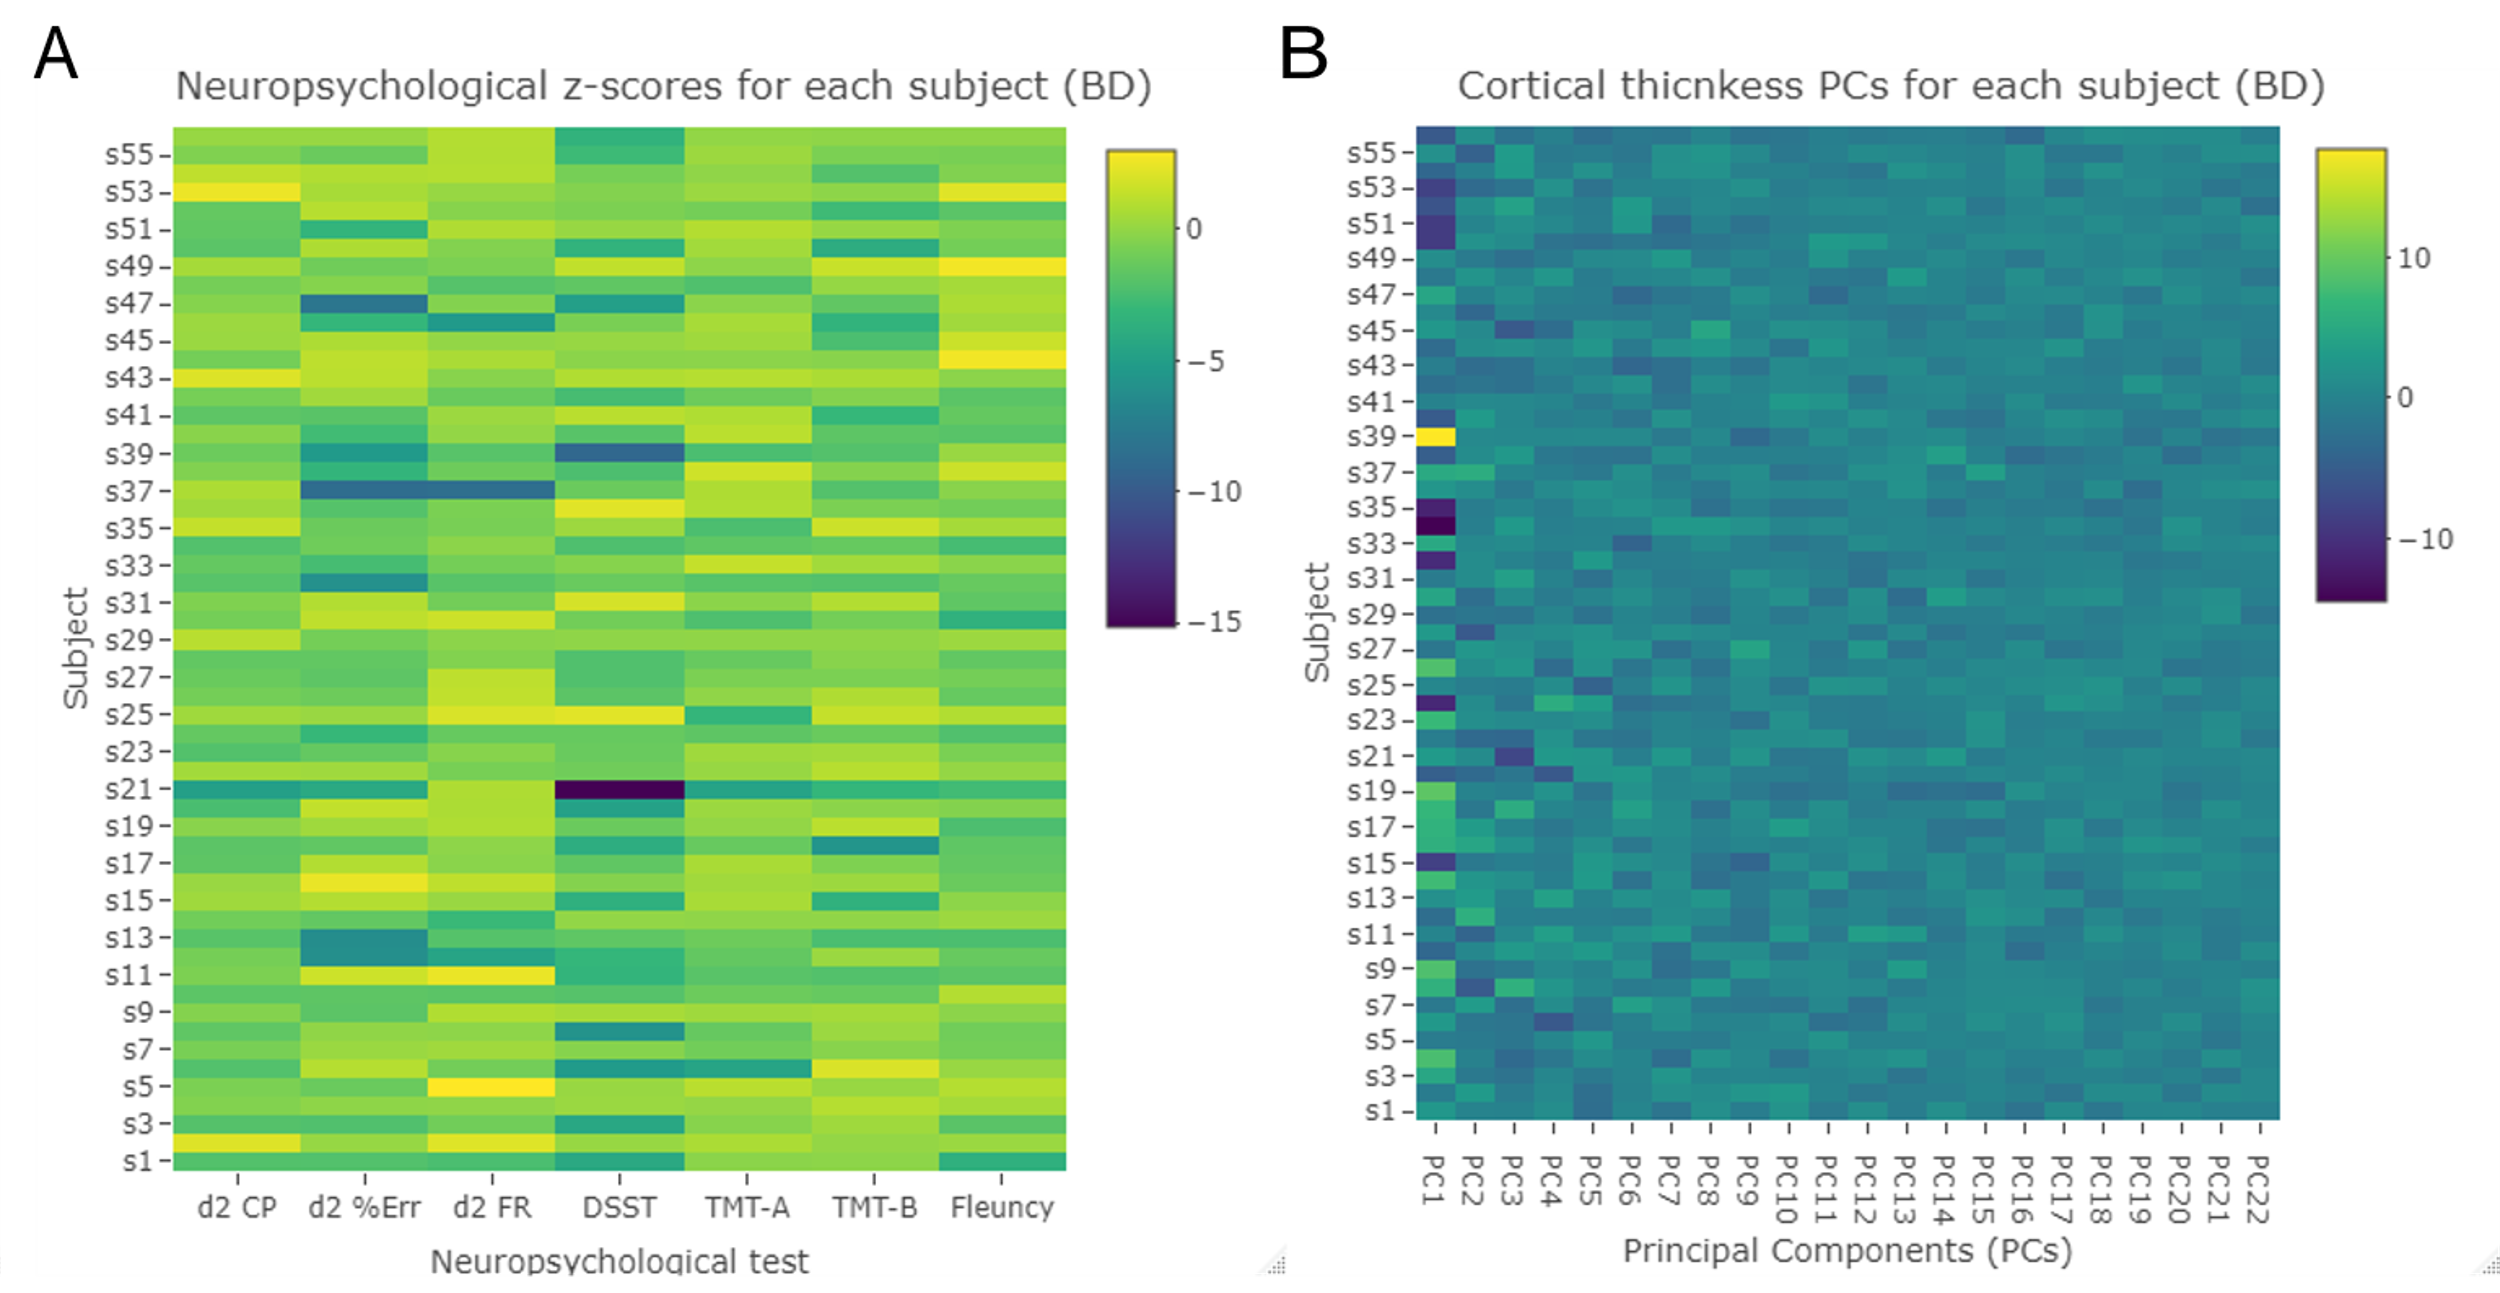 A
Neuropsychological z-scores for each subject (BD)
s55
s53
s51
s49
s47
s45
s43
s41
s39
s37
s35
s33
s31
s29
s27
s25
s23
s21
s19
s17
s15
s13
s11
s9
s7
s5
s3
s1
Subject
d2 CP d2 %Err d2 FR DSST TMT-A TMT-B Fleuncy
Neuropsychological test
0
−5
−10
−15
B
Cortical thicnkess PCs for each subject (BD)
s55
s53
s51
s49
s47
s45
s43
s41
s39
s37
s35
s33
s31
s29
s27
s25
s23
s21
s19
s17
s15
s13
s11
s9
s7
s5
s3
s1
Subject
PC1 PC2 PC3 PC4 PC5 PC6 PC7 PC8 PC9 PC10 PC11 PC12 PC13 PC14 PC15 PC16 PC17 PC18 PC19 PC20 PC21 PC22
Principal Components (PCs)
10
0
−10